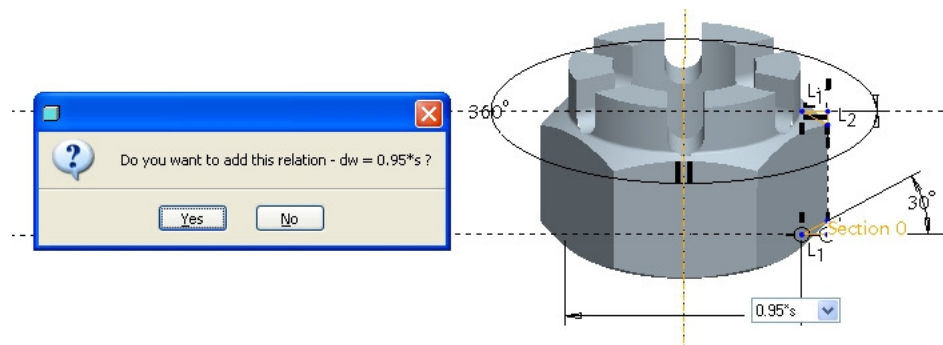 Do you want to add this relation - dw = 0.95*s ?
Yes
No
360°
L1
L2
30°
Section 0
L1
0.95*s